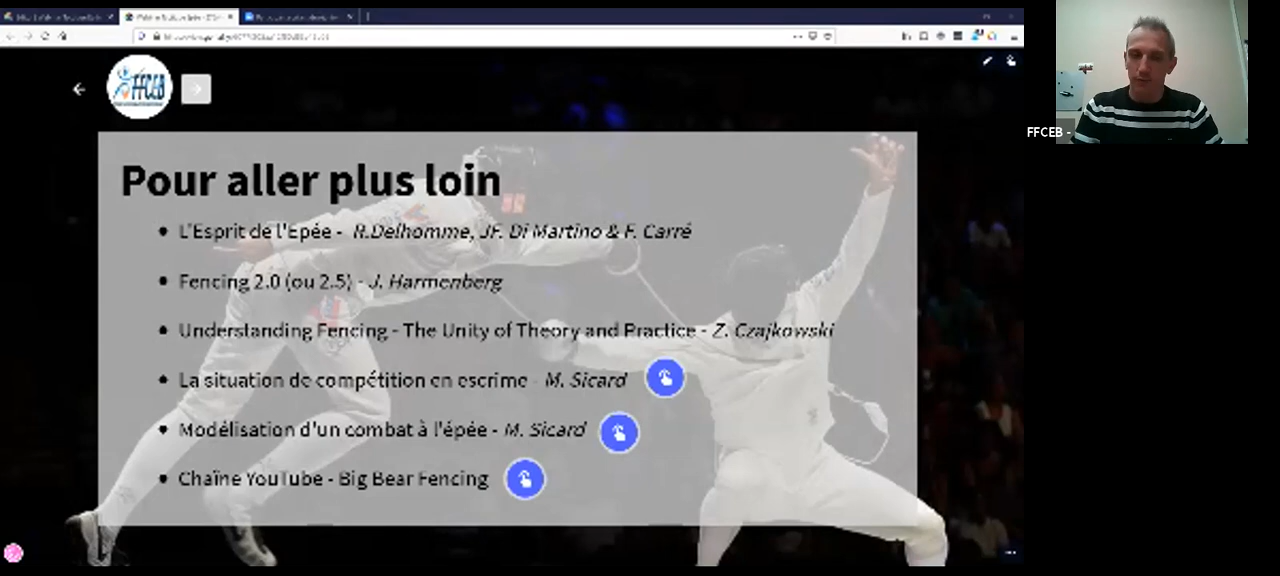 FFCEB
FFCEB -
Pour aller plus loin
L'Esprit de l'Epée - R.Delhomme, JF. Di Martino & F. Carré
Fencing 2.0 (ou 2.5) - J. Harmenberg
Understanding Fencing - The Unity of Theory and Practice - Z. Czajkowski
La situation de compétition en escrime - M. Sicard
Modélisation d'un combat à l'épée - M. Sicard
Chaîne YouTube - Big Bear Fencing